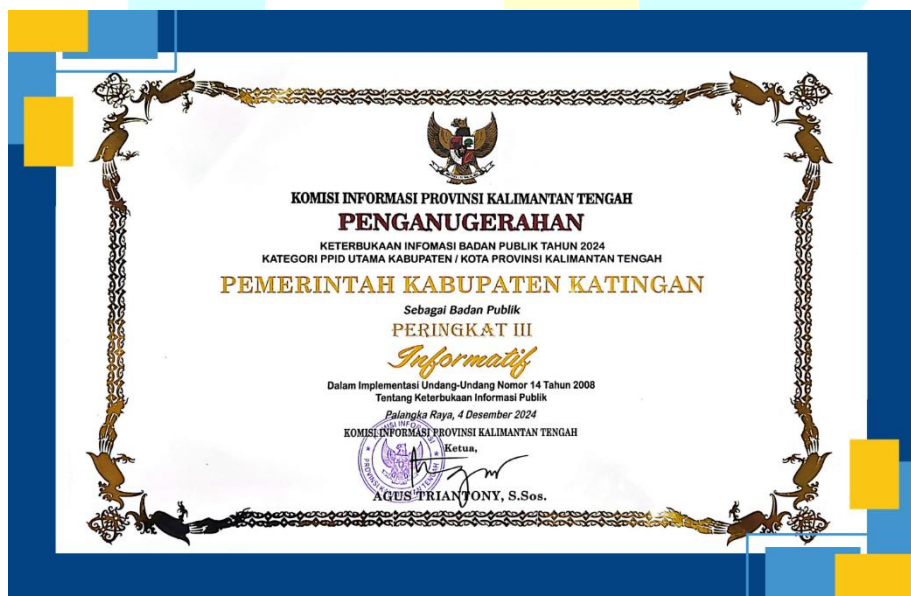 KOMISI INFORMASI PROVINSI KALIMANTAN TENGAH
PENGANUGERAHAN
KETERBUKAAN INFOMASI BADAN PUBLIK TAHUN 2024
KATEGORI PPID UTAMA KABUPATEN / KOTA PROVINSI KALIMANTAN TENGAH
PEMERINTAH KABUPATEN KATINGAN
Sebagai Badan Publik
PERINGKAT III
Informatif
Dalam Implementasi Undang-Undang Nomor 14 Tahun 2008
Tentang Keterbukaan Informasi Publik
Palangka Raya, 4 Desember 2024
KOMISI INFORMASI PROVINSI KALIMANTAN TENGAH
Ketua,
AGUS TRIANTONY, S.Sos.